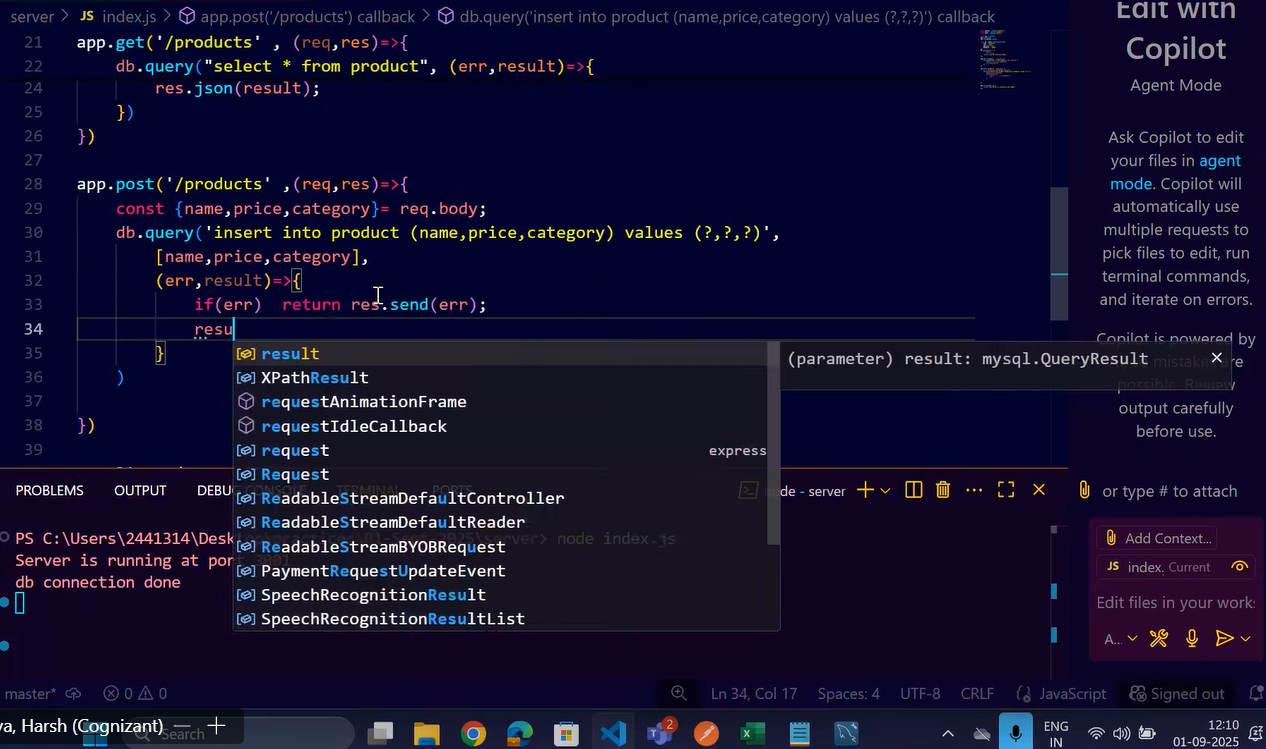 server > JS index.js > app.post('/products') callback > db.query('insert into product (name,price,category) values (?,?,?)') callback
21 app.get('/products' , (req,res)=>{
22 db.query("select * from product", (err,result)=>{
24 res.json(result);
25 })
26 })
27
28 app.post('/products' ,(req,res)=>{
29 const {name,price,category}= req.body;
30 db.query('insert into product (name,price,category) values (?,?,?)',
31 [name,price,category],
32 (err,result)=>{
33 if(err) return res.send(err);
34 resu
35 }
36 )
37
38 })
39
result
XPathResult
requestAnimationFrame
requestIdleCallback
request express
Request
ReadableStreamDefaultController
ReadableStreamDefaultReader
ReadableStreamBYOBRequest
PaymentRequestUpdateEvent
SpeechRecognitionResult
SpeechRecognitionResultList
(parameter) result: mysql.QueryResult
Edit with
Copilot
Agent Mode
Ask Copilot to edit
your files in agent
mode. Copilot will
automatically use
multiple requests to
pick files to edit, run
terminal commands,
and iterate on errors.
Copilot is powered by
output carefully
before use.
PROBLEMS OUTPUT DEBUG CONSOLE TERMINAL PORTS
node - server
or type # to attach
PS C:\Users\2441314\Desk 01-Sept-2025\server> node index.js
Server is running at port 3001
db connection done
Add Context...
JS index. Current
Edit files in your works
A...
master* 0 0 Ln 34, Col 17 Spaces: 4 UTF-8 CRLF {} JavaScript Signed out
va, Harsh (Cognizant)
Search
2
ENG
IN
12:10
01-09-2025